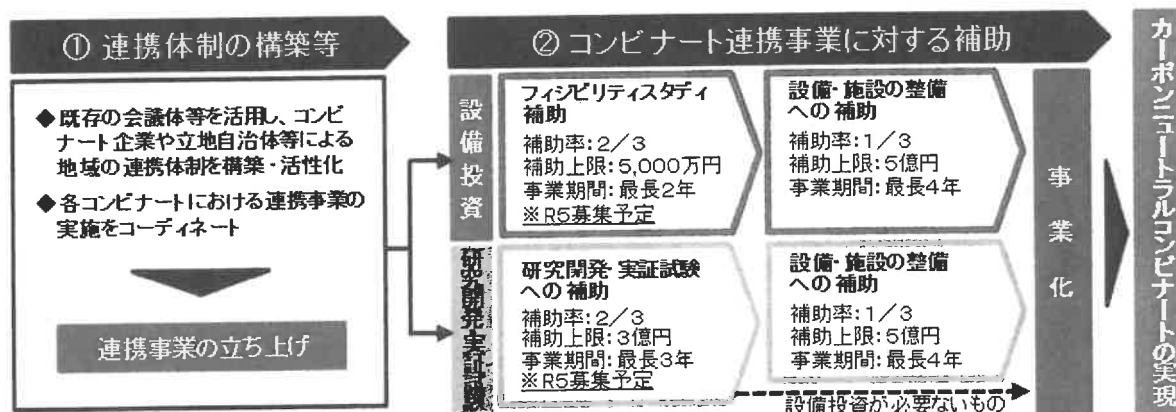 ① 連携体制の構築等
◆既存の会議体等を活用し、コンビ
ナート企業や立地自治体等による
地域の連携体制を構築・活性化
◆各コンビナートにおける連携事業の
実施をコーディネート
連携事業の立ち上げ
② コンビナート連携事業に対する補助
設備投資
フィジビリティスタディ
補助
補助率:2/3
補助上限:5,000万円
事業期間:最長2年
※R5募集予定
設備・施設の整備
への補助
補助率:1/3
補助上限:5億円
事業期間:最長4年
研究開発・実証試験
研究開発・実証試験
への補助
補助率:2/3
補助上限:3億円
事業期間:最長3年
※R5募集予定
設備・施設の整備
への補助
補助率:1/3
補助上限:5億円
事業期間:最長4年
設備投資が必要ないもの
事業化
カーボンニュートラルコンビナートの実現